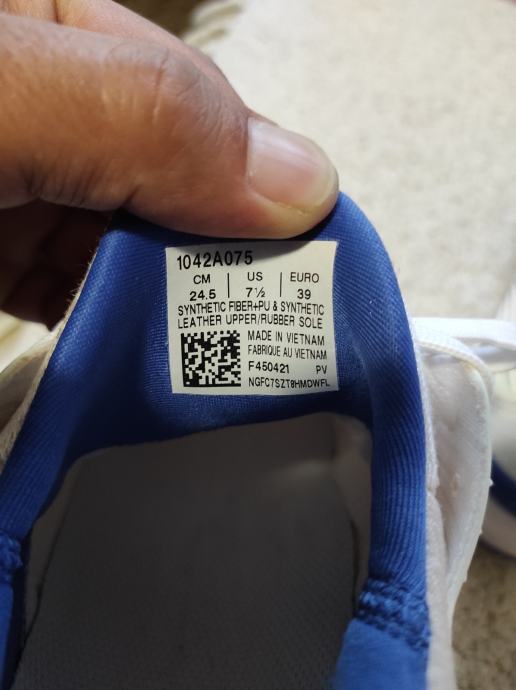 1042A075
CM US EURO
24.5 7½ 39
SYNTHETIC FIBER+PU & SYNTHETIC
LEATHER UPPER/RUBBER SOLE
MADE IN VIETNAM
FABRIQUE AU VIETNAM
F450421 PV
NGFC7SZT8HMDWFL